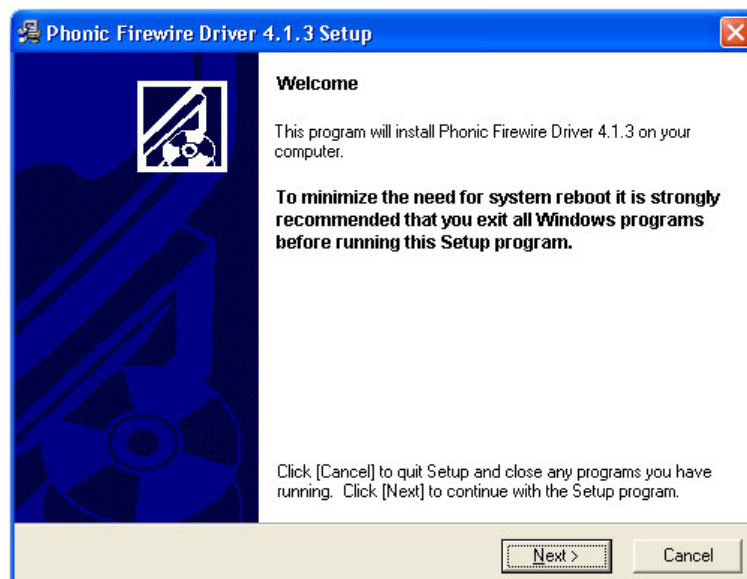 Phonic Firewire Driver 4.1.3 Setup
Welcome
This program will install Phonic Firewire Driver 4.1.3 on your
computer.
To minimize the need for system reboot it is strongly
recommended that you exit all Windows programs
before running this Setup program.
Click [Cancel] to quit Setup and close any programs you have
running.  Click [Next] to continue with the Setup program.
Next >
Cancel